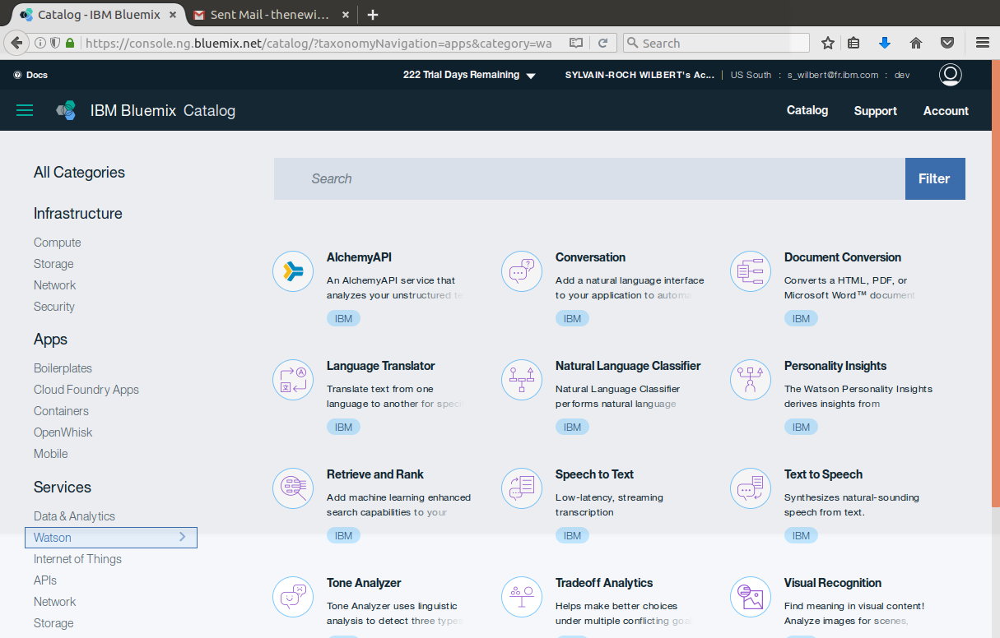 Catalog - IBM Bluemix
Sent Mail - thenewi...
https://console.ng.bluemix.net/catalog/?taxonomyNavigation=apps&category=wa
Search
Docs
222 Trial Days Remaining
SYLVAIN-ROCH WILBERT's Ac... | US South : s_wilbert@fr.ibm.com : dev
IBM Bluemix Catalog
Catalog
Support
Account
All Categories
Infrastructure
Compute
Storage
Network
Security
Apps
Boilerplates
Cloud Foundry Apps
Containers
OpenWhisk
Mobile
Services
Data & Analytics
Watson
Internet of Things
APIs
Network
Storage
Search
Filter
AlchemyAPI
An AlchemyAPI service that
analyzes your unstructured te
IBM
Conversation
Add a natural language interface
to your application to automa
IBM
Document Conversion
Converts a HTML, PDF, or
Microsoft Word™ document
IBM
Language Translator
Translate text from one
language to another for speci
IBM
Natural Language Classifier
Natural Language Classifier
performs natural language
IBM
Personality Insights
The Watson Personality Insights
derives insights from
IBM
Retrieve and Rank
Add machine learning enhanced
search capabilities to your
IBM
Speech to Text
Low-latency, streaming
transcription
IBM
Text to Speech
Synthesizes natural-sounding
speech from text.
IBM
Tone Analyzer
Tone Analyzer uses linguistic
analysis to detect three types
Tradeoff Analytics
Helps make better choices
under multiple conflicting goa
Visual Recognition
Find meaning in visual content!
Analyze images for scenes,